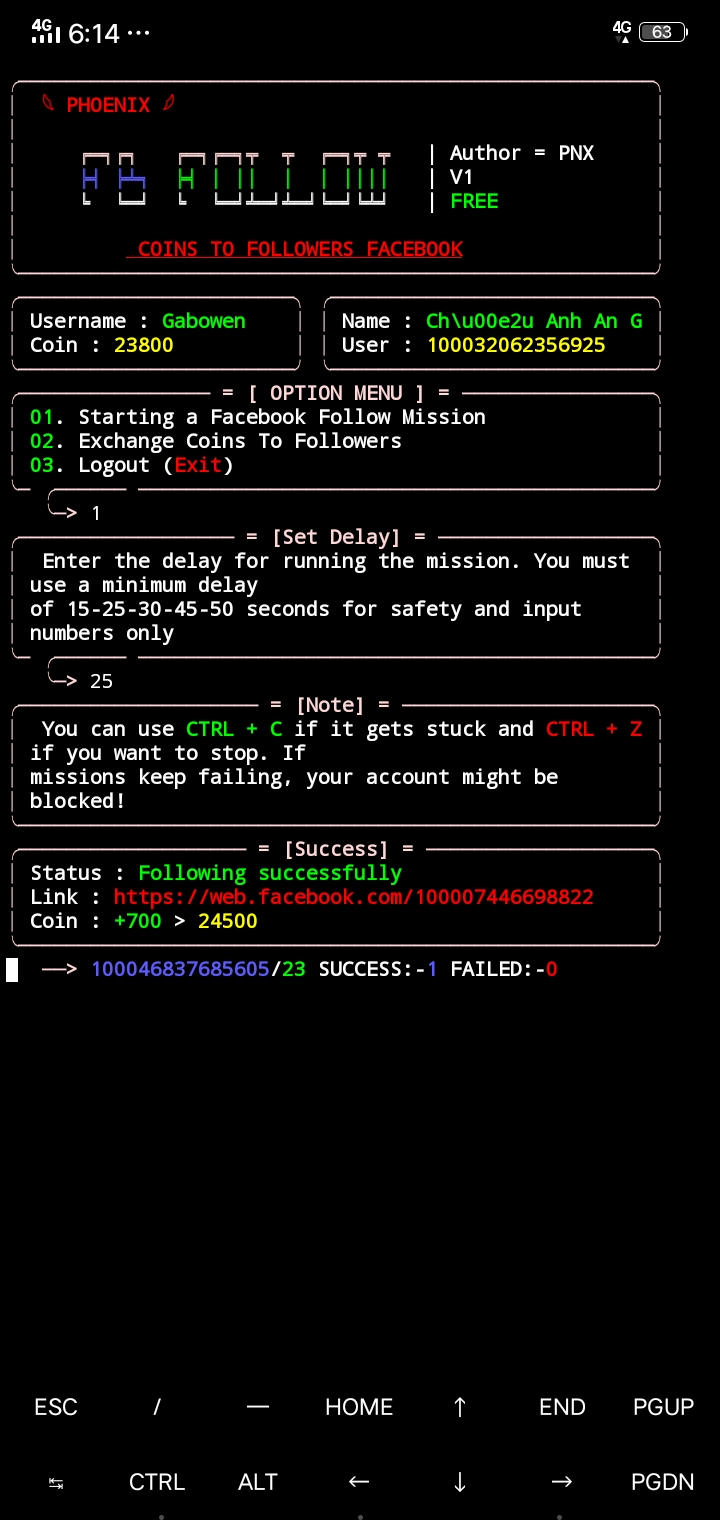 4G 6:14 ··· 4G 63
PHOENIX
FB FOLLOW
| Author = PNX
| V1
| FREE
COINS TO FOLLOWERS FACEBOOK
Username : Gabowen
Coin : 23800
Name : Ch\u00e2u Anh An G
User : 100032062356925
= [ OPTION MENU ] =
01. Starting a Facebook Follow Mission
02. Exchange Coins To Followers
03. Logout (Exit)
╰─> 1
= [Set Delay] =
Enter the delay for running the mission. You must
use a minimum delay
of 15-25-30-45-50 seconds for safety and input
numbers only
╰─> 25
= [Note] =
You can use CTRL + C if it gets stuck and CTRL + Z
if you want to stop. If
missions keep failing, your account might be
blocked!
= [Success] =
Status : Following successfully
Link : https://web.facebook.com/100007446698822
Coin : +700 > 24500
──> 100046837685605/23 SUCCESS:-1 FAILED:-0
ESC / — HOME ↑ END PGUP
↹ CTRL ALT ← ↓ → PGDN